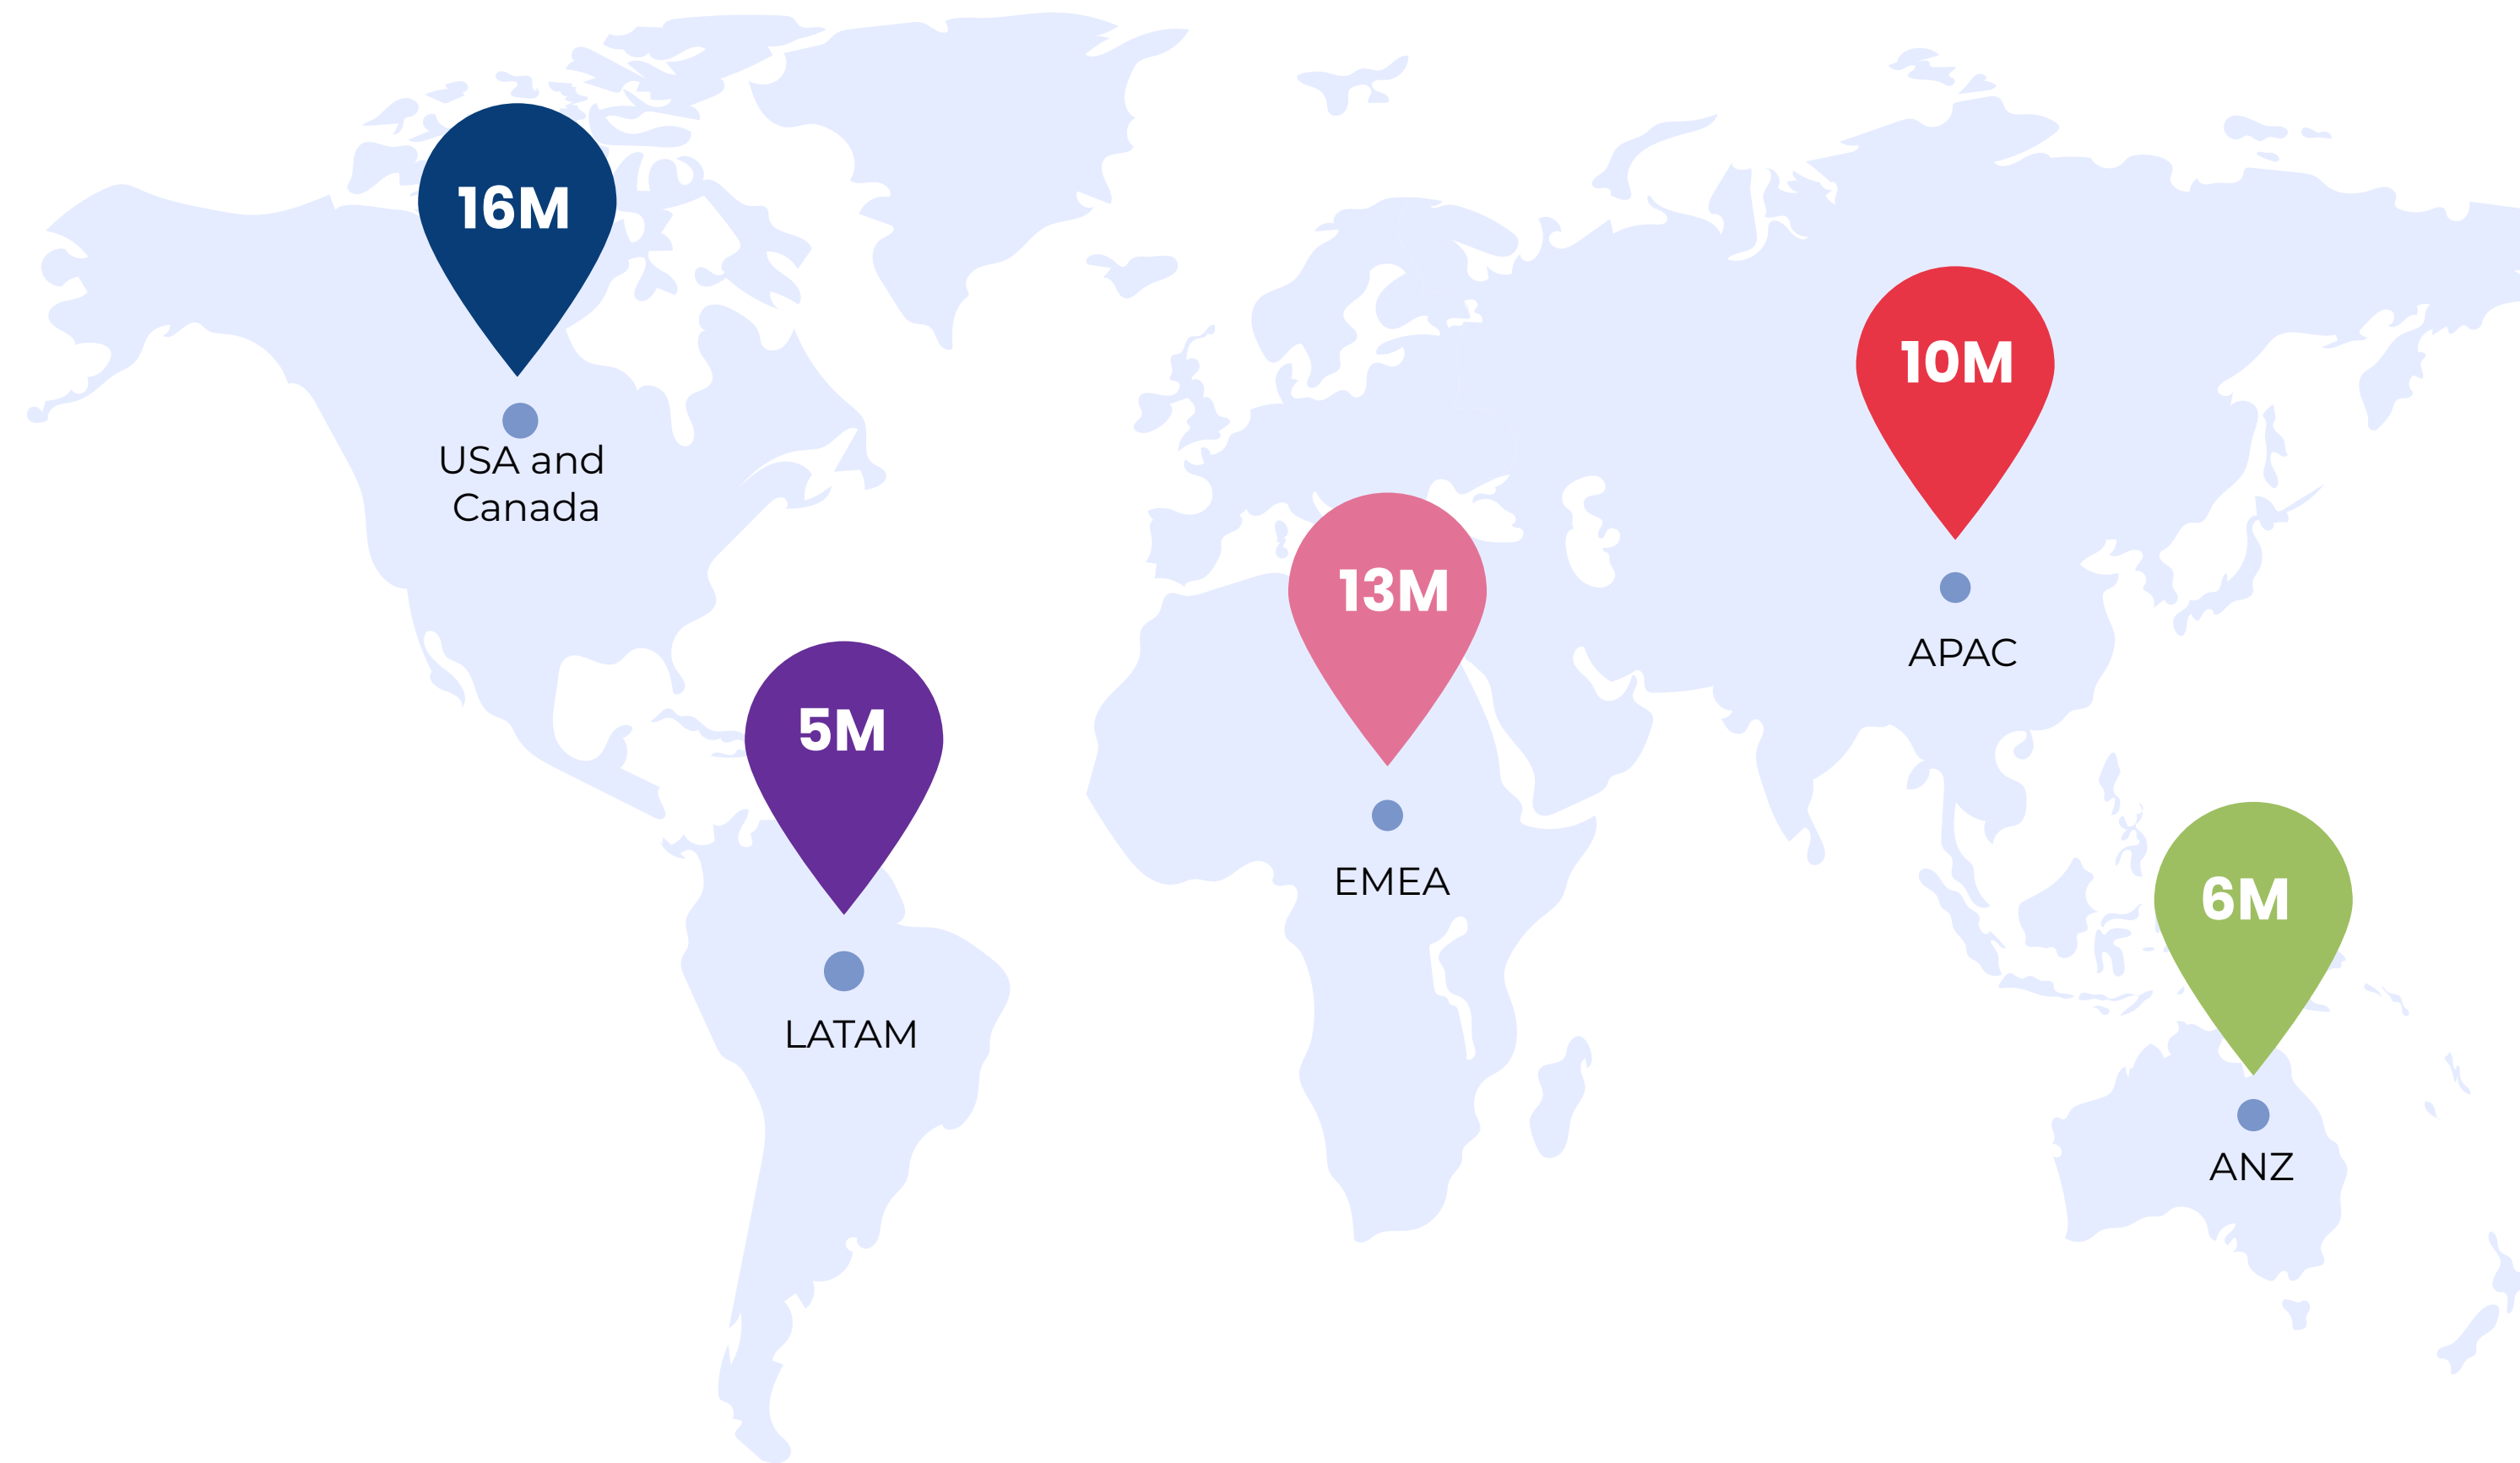 16M
USA and
Canada
10M
APAC
13M
EMEA
5M
LATAM
6M
ANZ